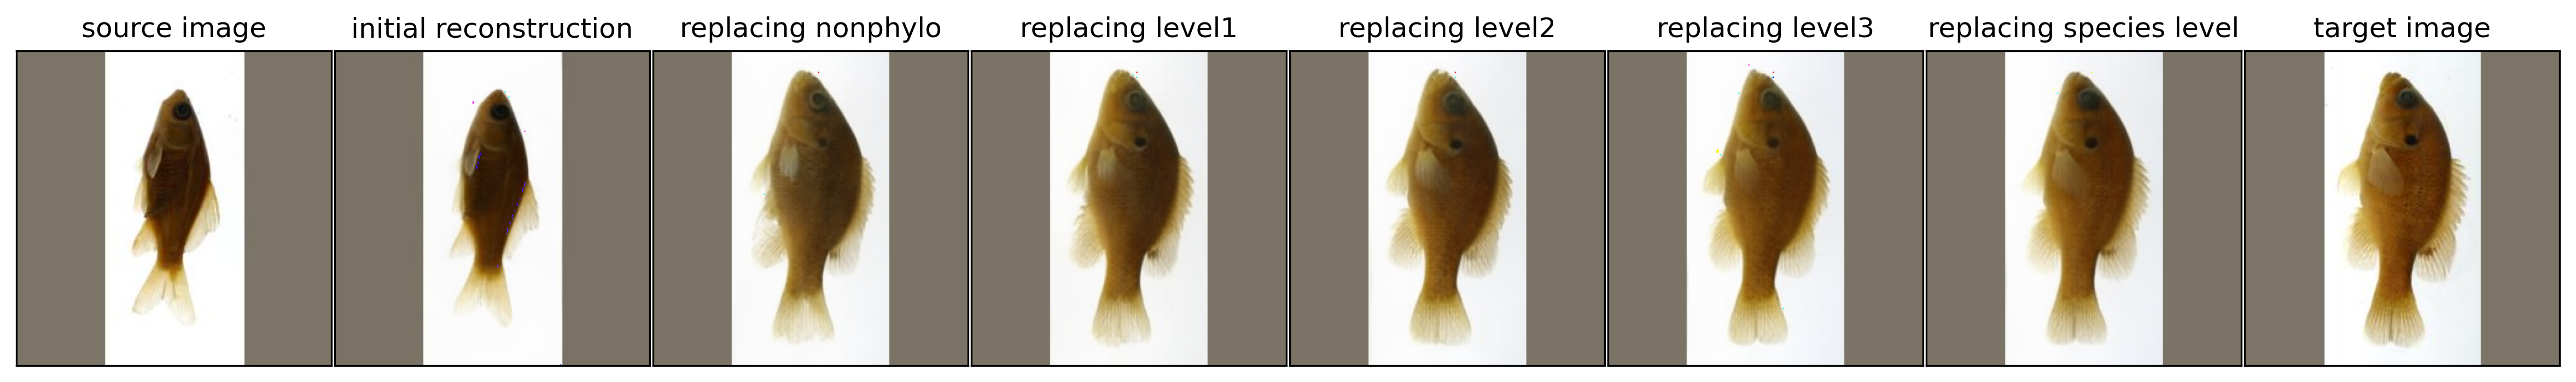 source image
initial reconstruction
replacing nonphylo
replacing level1
replacing level2
replacing level3
replacing species level
target image